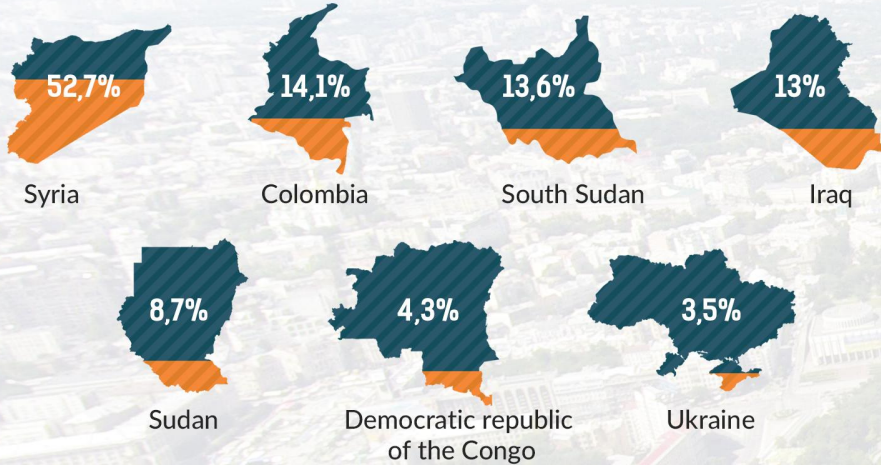 52,7%
14,1%
13,6%
13%
Syria
Colombia
South Sudan
Iraq
8,7%
4,3%
3,5%
Sudan
Democratic republic
of the Congo
Ukraine